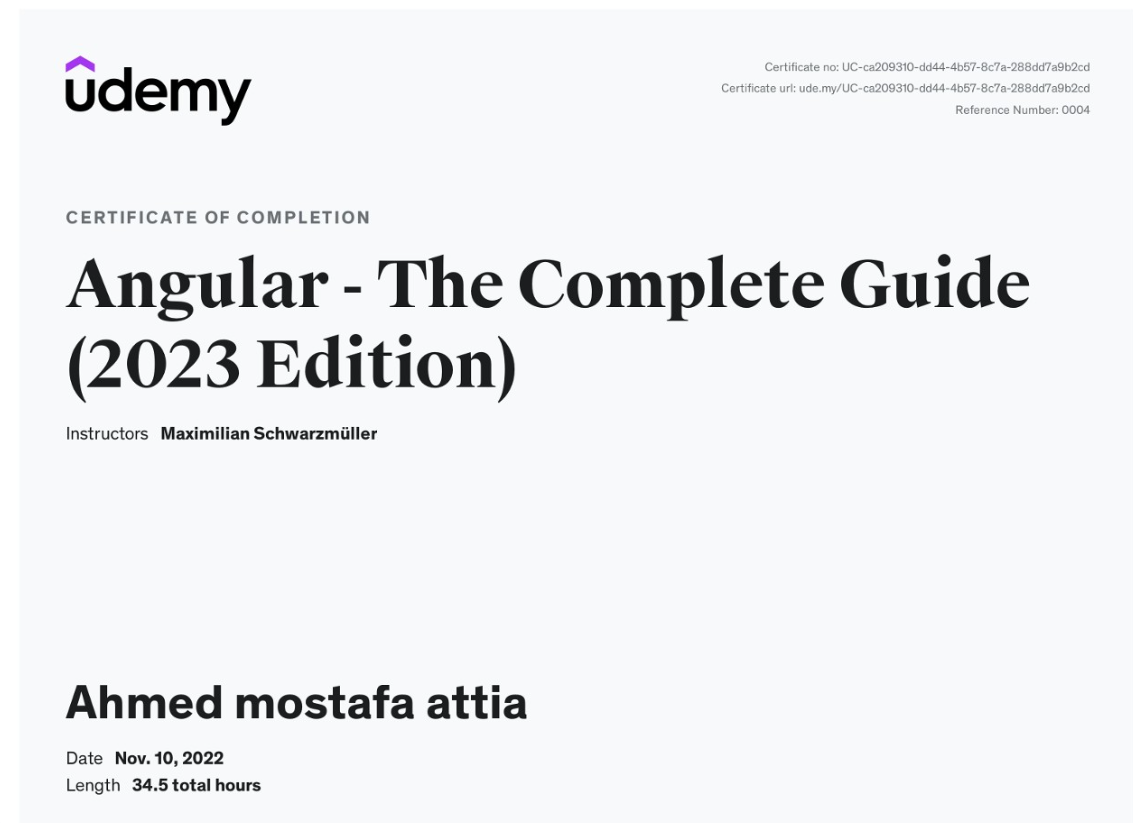 udemy
Certificate no: UC-ca209310-dd44-4b57-8c7a-288dd7a9b2cd
Certificate url: ude.my/UC-ca209310-dd44-4b57-8c7a-288dd7a9b2cd
Reference Number: 0004
CERTIFICATE OF COMPLETION
Angular - The Complete Guide
(2023 Edition)
Instructors Maximilian Schwarzmüller
Ahmed mostafa attia
Date Nov. 10, 2022
Length 34.5 total hours